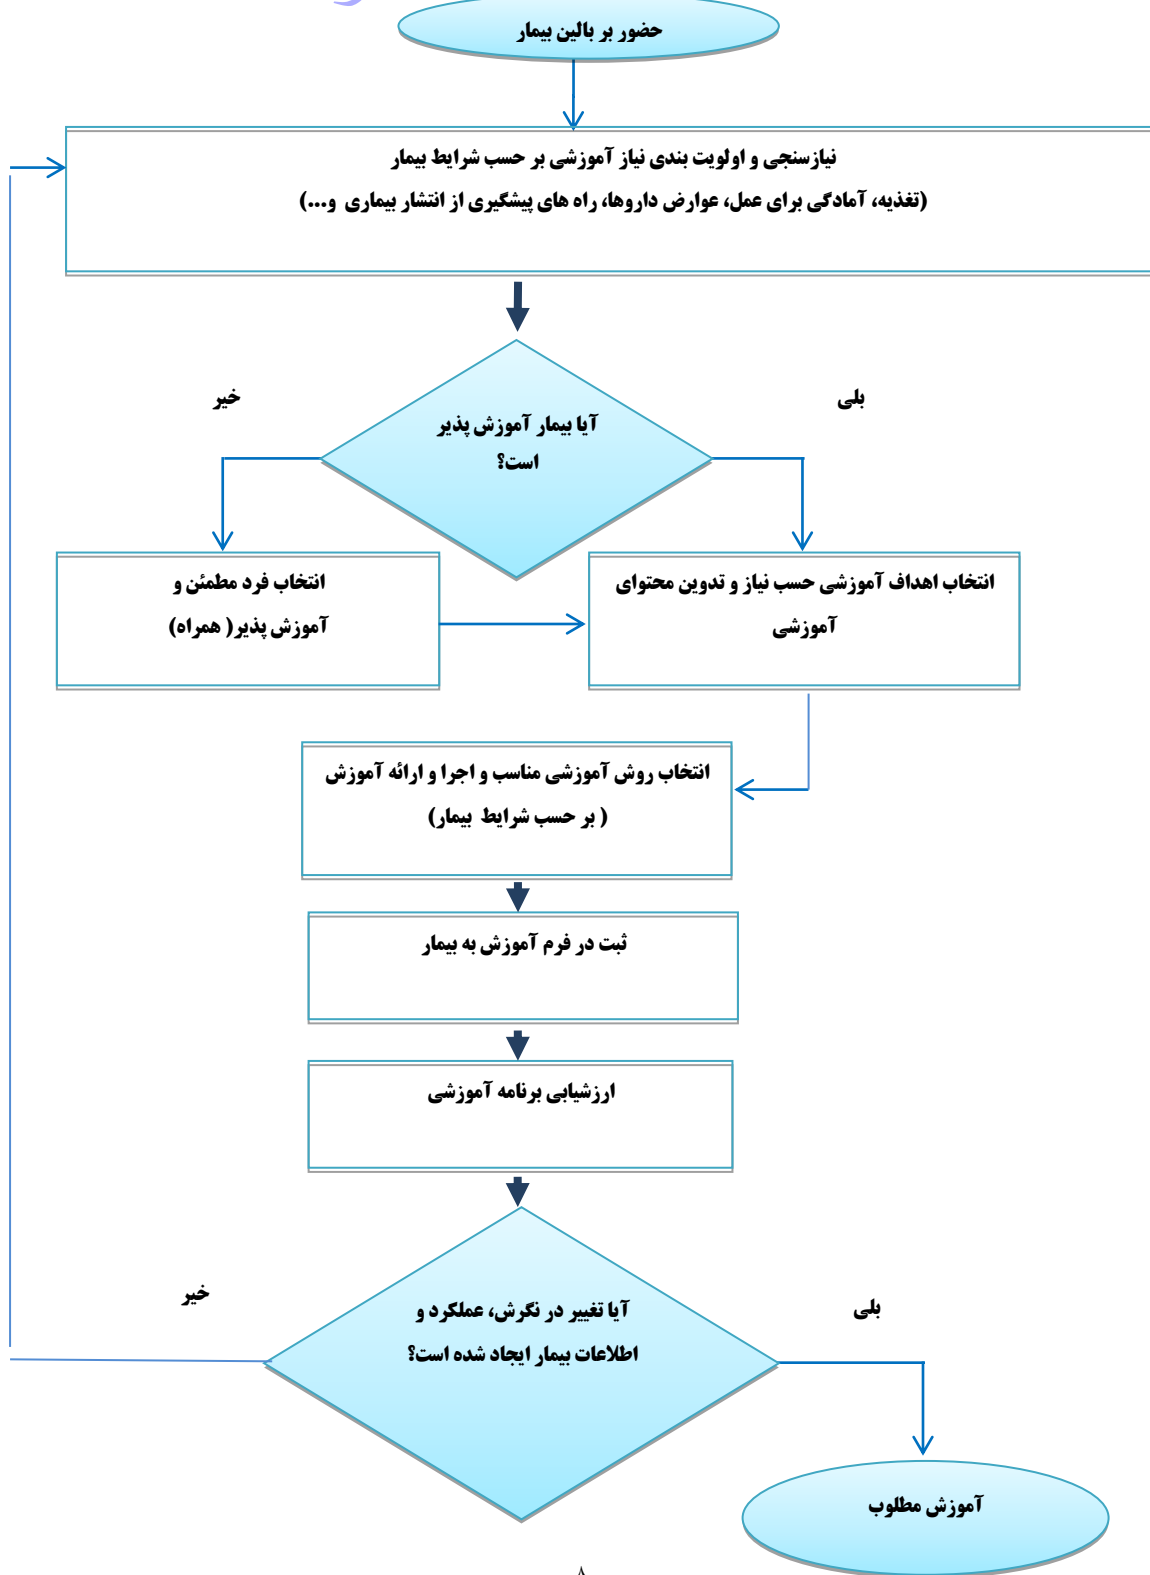 حضور بر بالین بیمار
نیازسنجی و اولویت بندی نیاز آموزشی بر حسب شرایط بیمار
(تغذیه، آمادگی برای عمل، عوارض داروها، راه های پیشگیری از انتشار بیماری و...)
بلی
خیر
آیا بیمار آموزش پذیر
است؟
انتخاب اهداف آموزشی حسب نیاز و تدوین محتوای
آموزشی
انتخاب فرد مطمئن و
آموزش پذیر( همراه)
انتخاب روش آموزشی مناسب و اجرا و ارائه آموزش
( بر حسب شرایط بیمار)
ثبت در فرم آموزش به بیمار
ارزشیابی برنامه آموزشی
بلی
خیر
آیا تغییر در نگرش، عملکرد و
اطلاعات بیمار ایجاد شده است؟
آموزش مطلوب